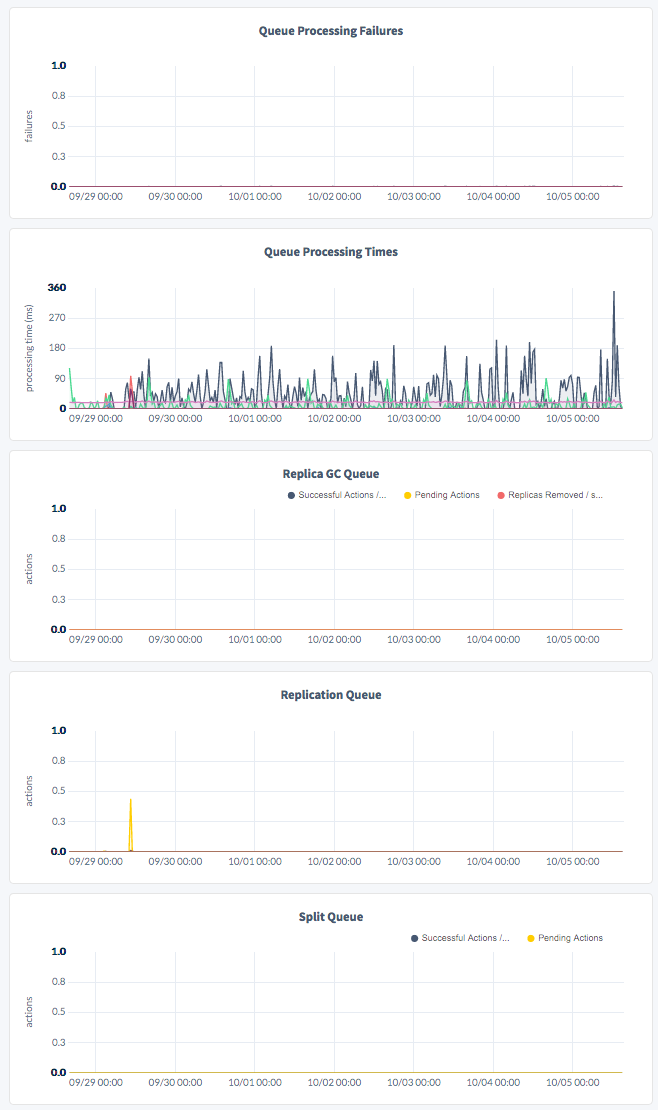 Queue Processing Failures
1.0
0.8
0.5
0.3
0.0
failures
09/29 00:00 09/30 00:00 10/01 00:00 10/02 00:00 10/03 00:00 10/04 00:00 10/05 00:00
Queue Processing Times
360
270
180
90
0
processing time (ms)
09/29 00:00 09/30 00:00 10/01 00:00 10/02 00:00 10/03 00:00 10/04 00:00 10/05 00:00
Replica GC Queue
Successful Actions /... Pending Actions Replicas Removed / s...
1.0
0.8
0.5
0.3
0.0
actions
09/29 00:00 09/30 00:00 10/01 00:00 10/02 00:00 10/03 00:00 10/04 00:00 10/05 00:00
Replication Queue
1.0
0.8
0.5
0.3
0.0
actions
09/29 00:00 09/30 00:00 10/01 00:00 10/02 00:00 10/03 00:00 10/04 00:00 10/05 00:00
Split Queue
Successful Actions /... Pending Actions
1.0
0.8
0.5
0.3
0.0
actions
09/29 00:00 09/30 00:00 10/01 00:00 10/02 00:00 10/03 00:00 10/04 00:00 10/05 00:00